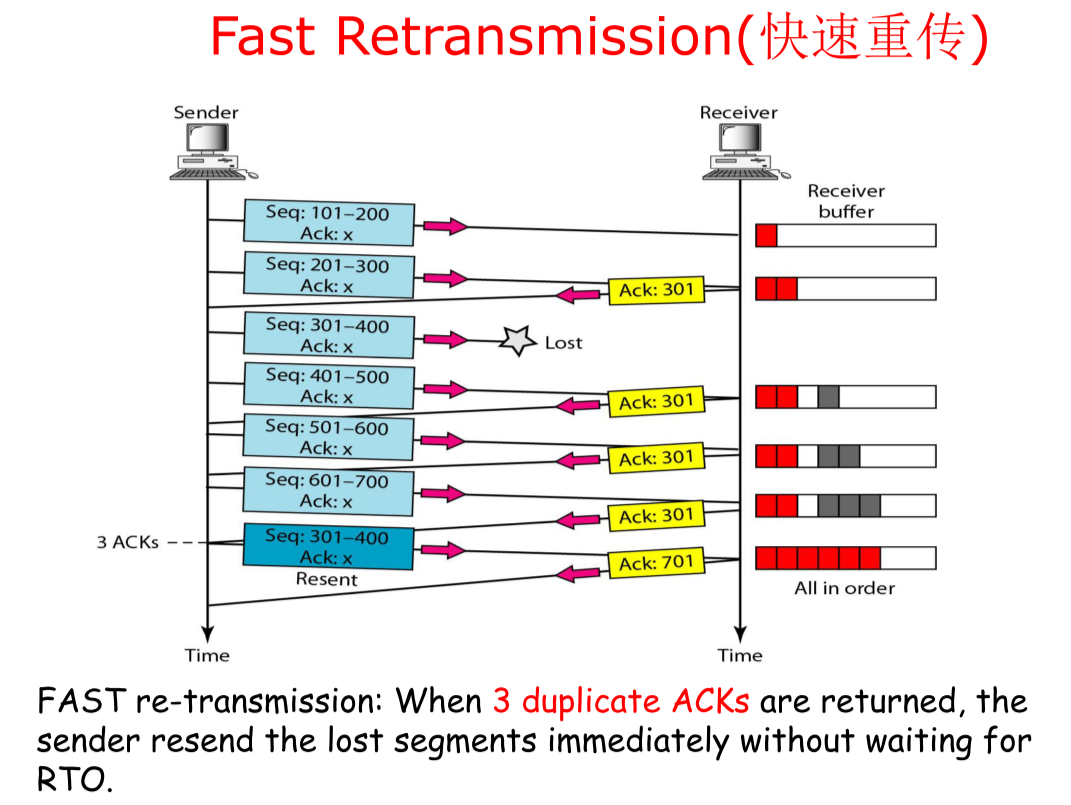 Fast Retransmission(快速重传)
Sender
Receiver
Receiver
buffer
Seq: 101–200
Ack: x
Seq: 201–300
Ack: x
Ack: 301
Seq: 301–400
Ack: x
Lost
Seq: 401–500
Ack: x
Ack: 301
Seq: 501–600
Ack: x
Ack: 301
Seq: 601–700
Ack: x
Ack: 301
3 ACKs
Seq: 301–400
Ack: x
Resent
Ack: 701
All in order
Time
Time
FAST re-transmission: When 3 duplicate ACKs are returned, the
sender resend the lost segments immediately without waiting for
RTO.